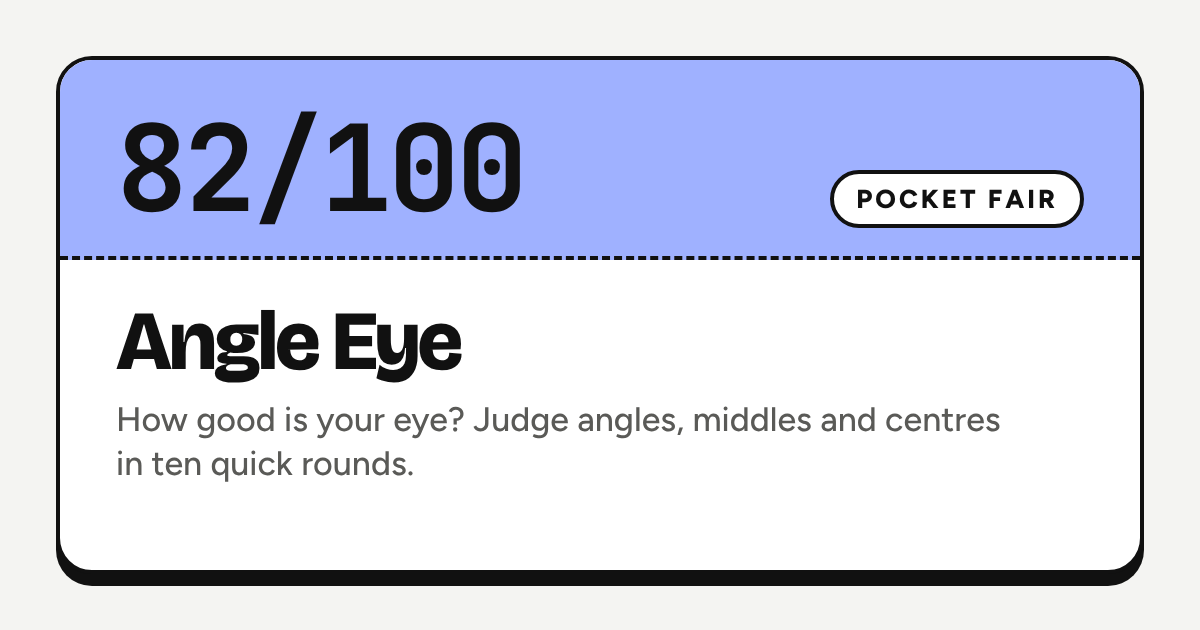 82/100
POCKET FAIR
Angle Eye
How good is your eye? Judge angles, middles and centres
in ten quick rounds.